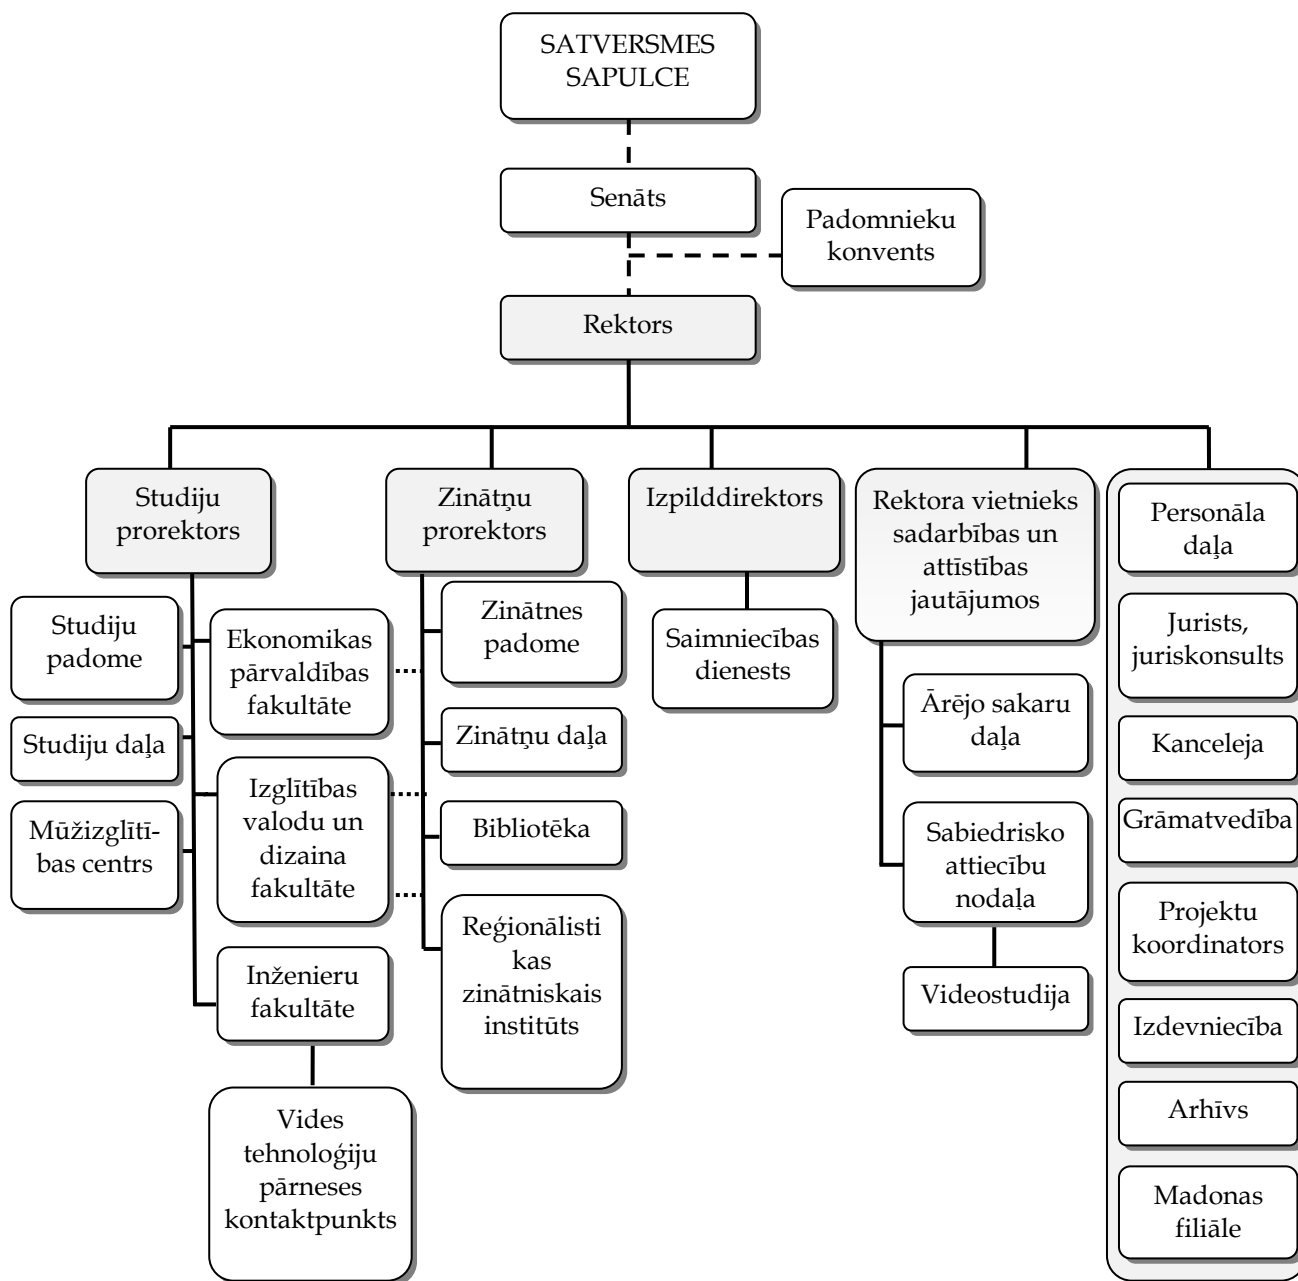 SATVERSMES
SAPULCE
Senāts
Padomnieku
konvents
Rektors
Studiju
prorektors
Zinātņu
prorektors
Izpilddirektors
Rektora vietnieks
sadarbības un
attīstības
jautājumos
Studiju
padome
Studiju daļa
Mūžizglītī-
bas centrs
Ekonomikas
pārvaldības
fakultāte
Izglītības
valodu un
dizaina
fakultāte
Inženieru
fakultāte
Vides
tehnoloģiju
pārneses
kontaktpunkts
Zinātnes
padome
Zinātņu daļa
Bibliotēka
Reģionālisti
kas
zinātniskais
institūts
Saimniecības
dienests
Ārējo sakaru
daļa
Sabiedrisko
attiecību
nodaļa
Videostudija
Personāla
daļa
Jurists,
juriskonsults
Kanceleja
Grāmatvedība
Projektu
koordinators
Izdevniecība
Arhīvs
Madonas
filiāle